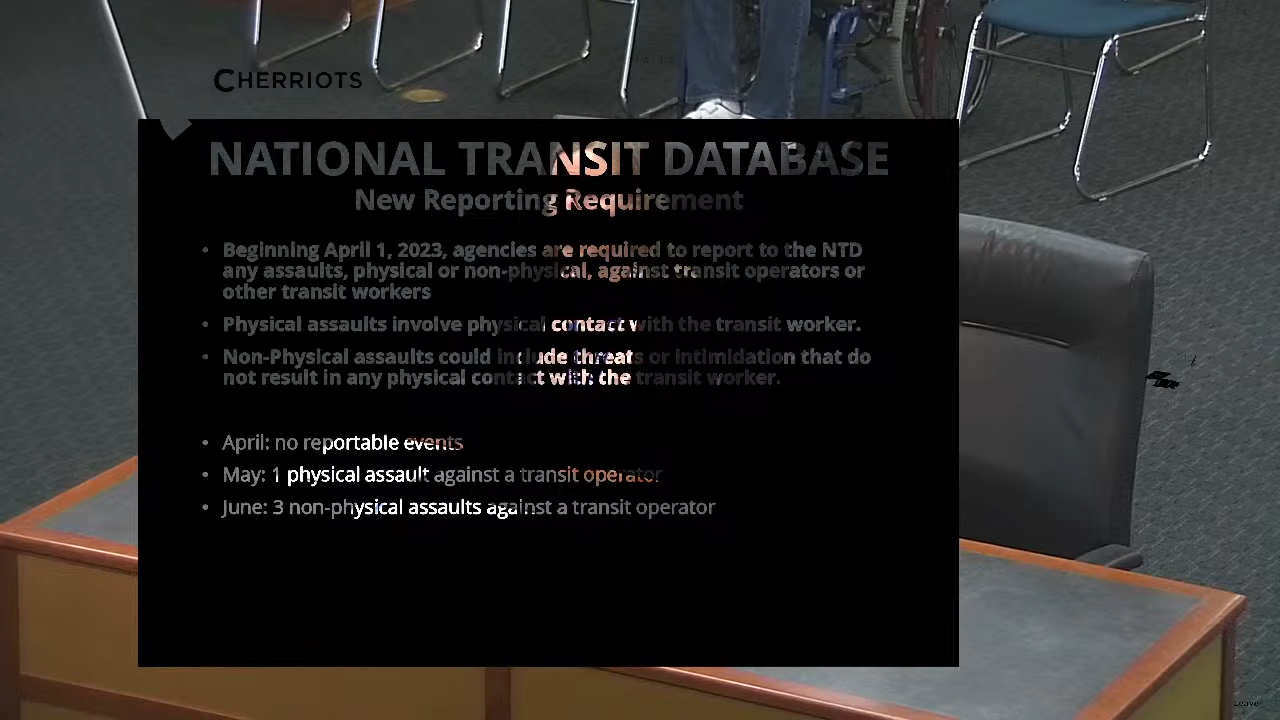 CHERRIOTS
NATIONAL TRANSIT DATABASE
New Reporting Requirement
• Beginning April 1, 2023, agencies are required to report to the NTD
any assaults, physical or non-physical, against transit operators or
other transit workers
• Physical assaults involve physical contact with the transit worker.
• Non-Physical assaults could include threats or intimidation that do
not result in any physical contact with the transit worker.
• April: no reportable events
• May: 1 physical assault against a transit operator
• June: 3 non-physical assaults against a transit operator
Leave